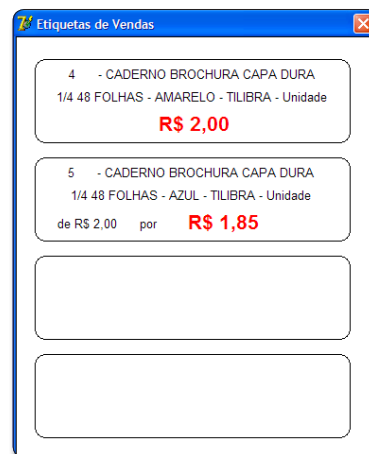 Etiquetas de Vendas
4 - CADERNO BROCHURA CAPA DURA
1/4 48 FOLHAS - AMARELO - TILIBRA - Unidade
R$ 2,00
5 - CADERNO BROCHURA CAPA DURA
1/4 48 FOLHAS - AZUL - TILIBRA - Unidade
de R$ 2,00 por R$ 1,85